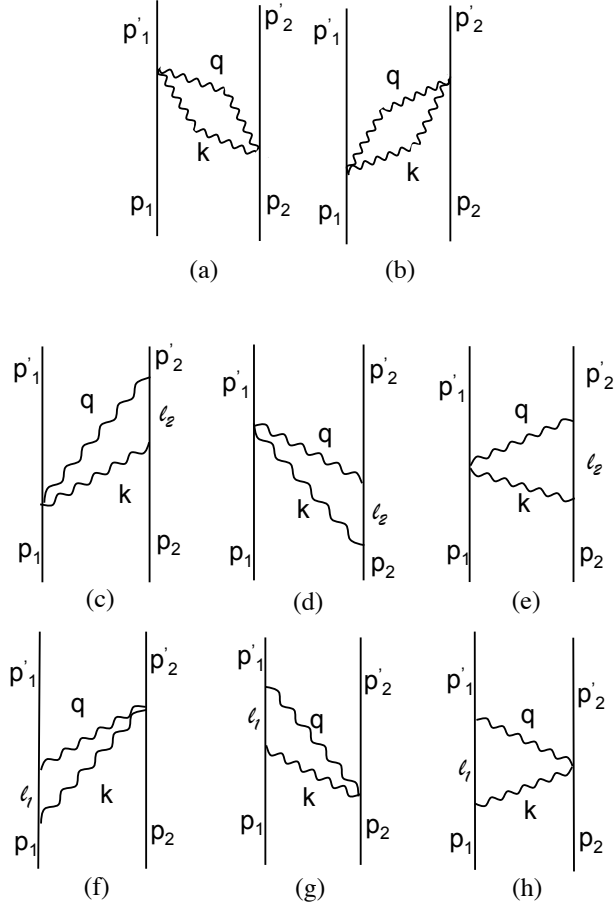 p'1 p'2 p'1 p'2
q q
k k
p1 p2 p1 p2
(a) (b)
p'1 p'2 p'1 p'2 p'1 p'2
q ℓ2 q q
k k ℓ2 k ℓ2
p1 p2 p1 p2 p1 p2
(c) (d) (e)
p'1 p'2 p'1 p'2 p'1 p'2
q ℓ1 q q
ℓ1 k k ℓ1 k
p1 p2 p1 p2 p1 p2
(f) (g) (h)